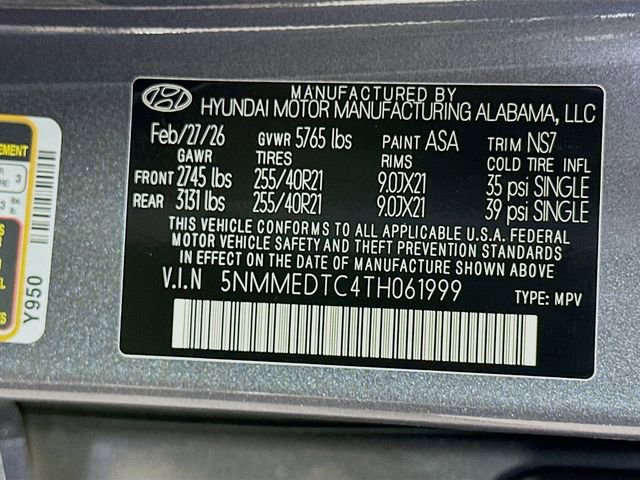 MANUFACTURED BY
HYUNDAI MOTOR MANUFACTURING ALABAMA, LLC
Feb/27/26 GVWR 5765 lbs PAINT ASA TRIM NS7
GAWR TIRES RIMS COLD TIRE INFL
FRONT 2745 lbs 255/40R21 9.0JX21 35 psi SINGLE
REAR 3131 lbs 255/40R21 9.0JX21 39 psi SINGLE
THIS VEHICLE CONFORMS TO ALL APPLICABLE U.S.A. FEDERAL
MOTOR VEHICLE SAFETY AND THEFT PREVENTION STANDARDS
IN EFFECT ON THE DATE OF MANUFACTURE SHOWN ABOVE
V.I.N 5NMMEDTC4TH061999 TYPE: MPV
Y950